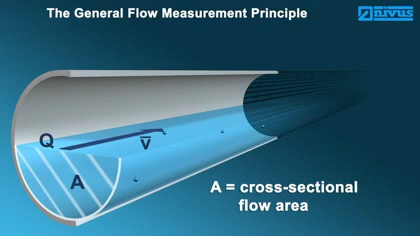 The General Flow Measurement Principle
nivus
Q
v̅
A
A = cross-sectional
flow area